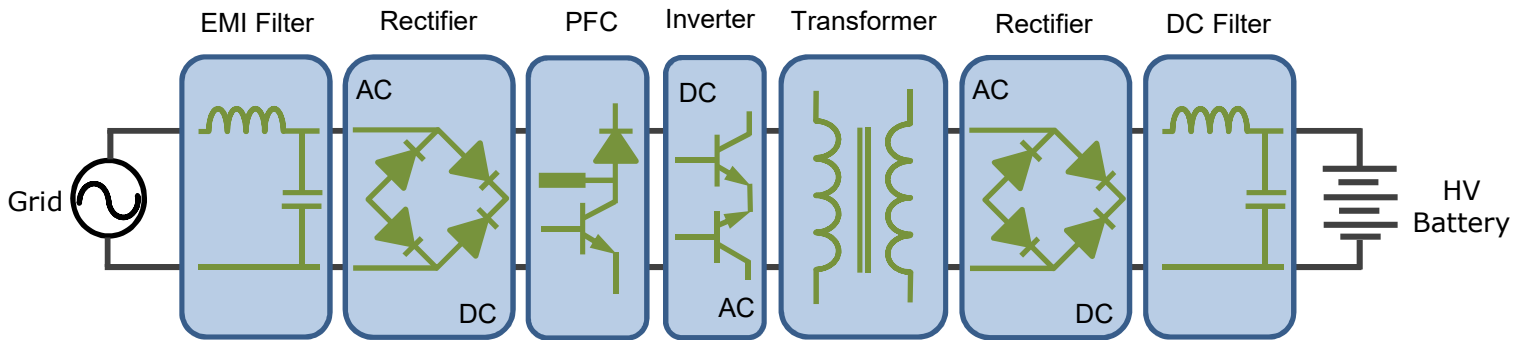 EMI Filter
Rectifier
PFC
Inverter
Transformer
Rectifier
DC Filter
AC
DC
AC
Grid
HV
Battery
DC
AC
DC